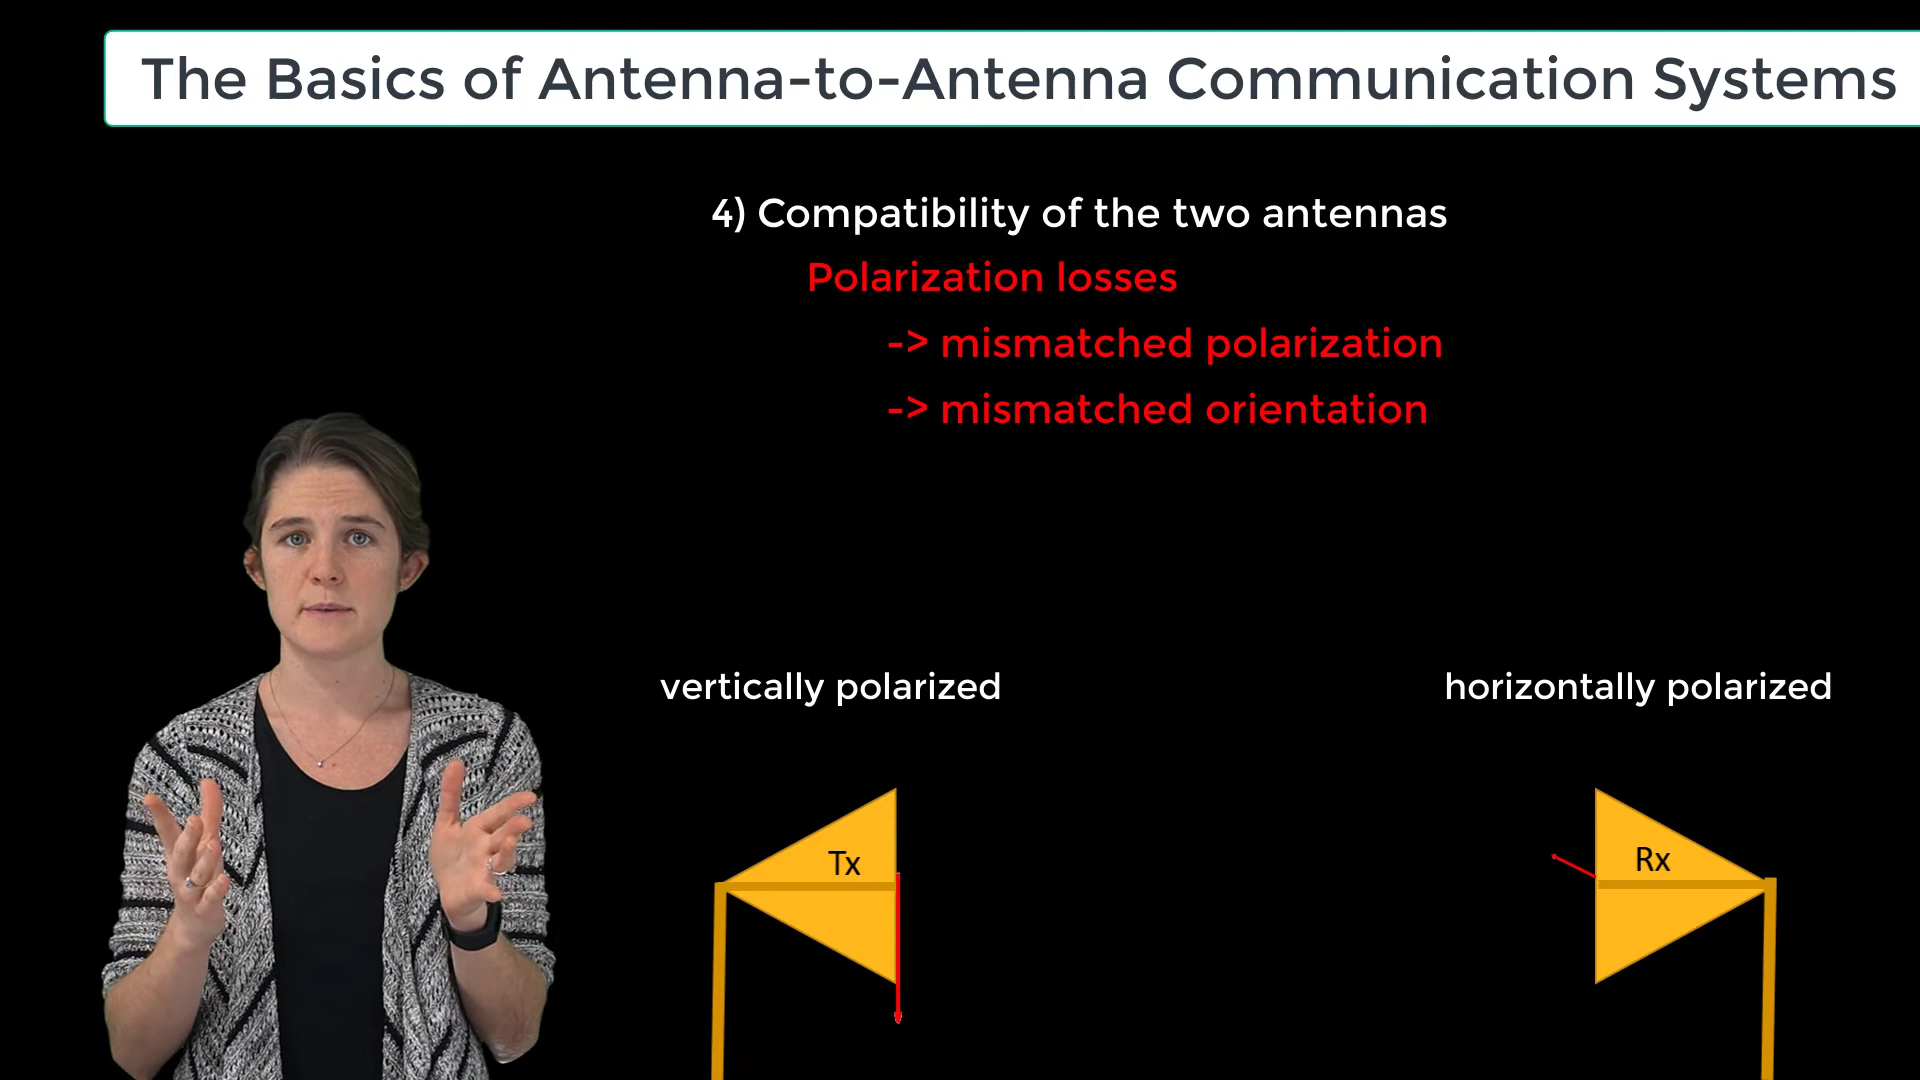 The Basics of Antenna-to-Antenna Communication Systems
4) Compatibility of the two antennas
Polarization losses
-> mismatched polarization
-> mismatched orientation
vertically polarized
horizontally polarized
Tx
Rx